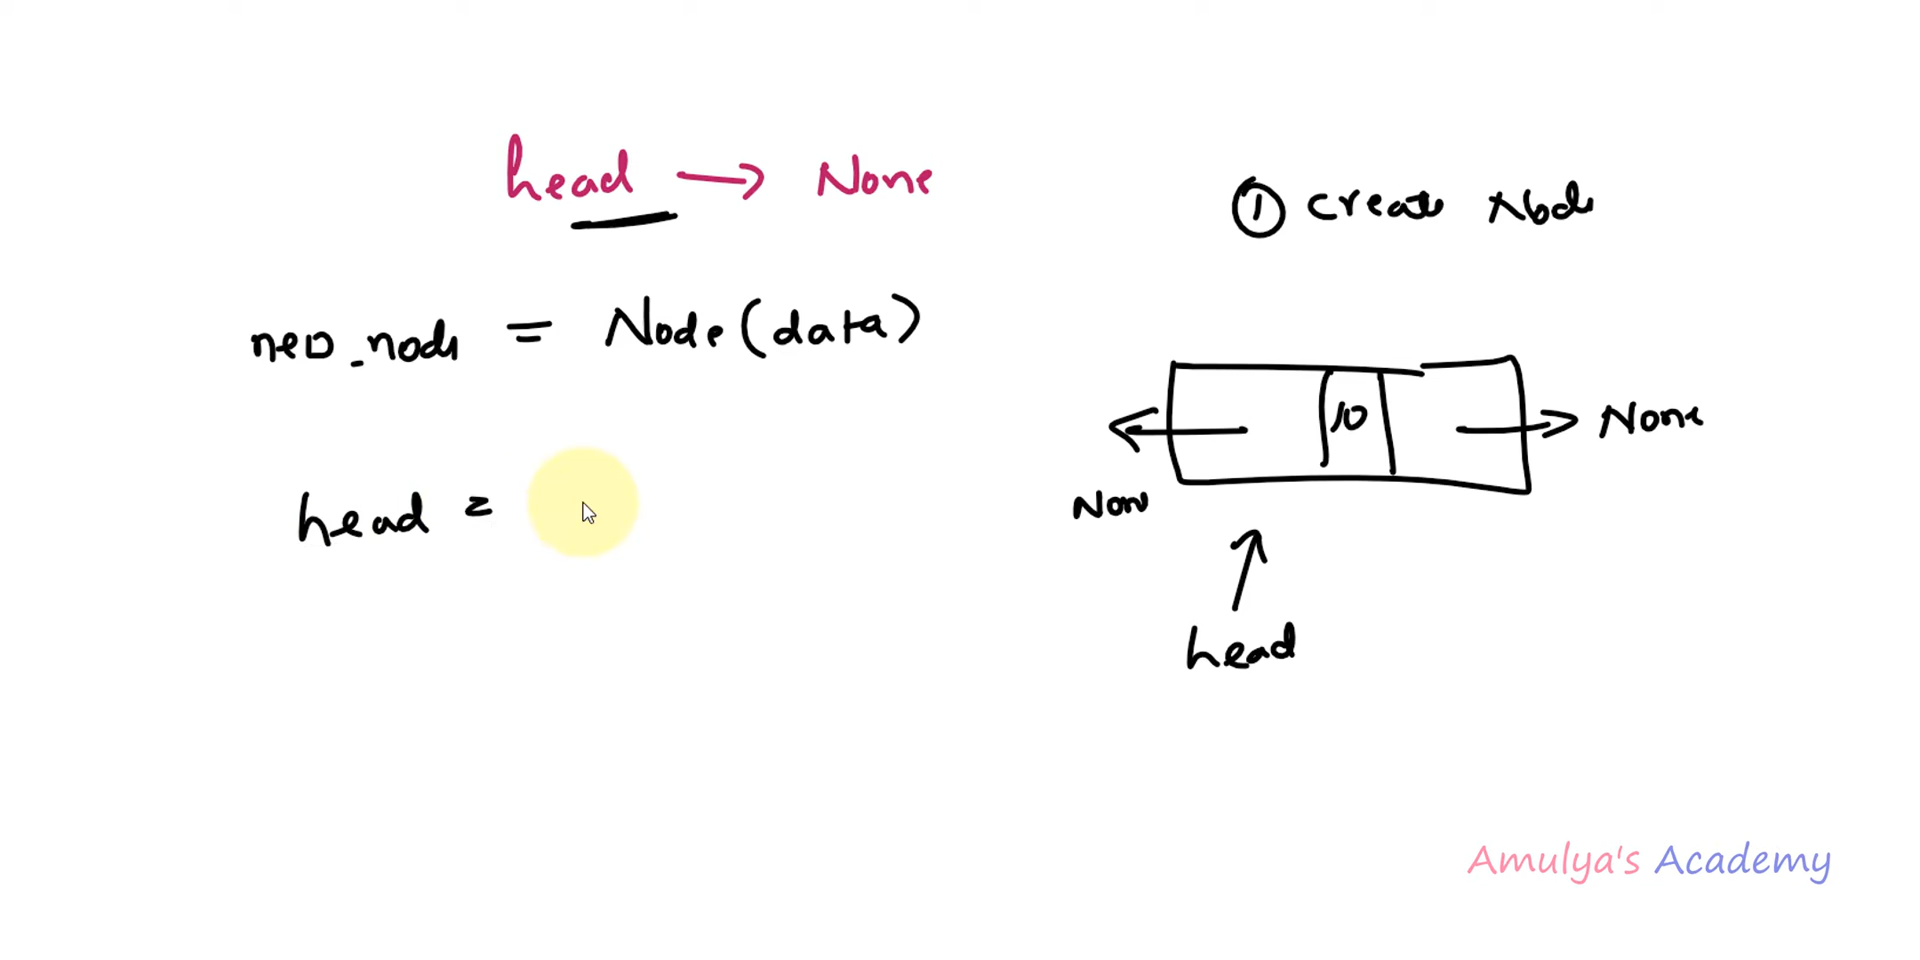 head → None
① Create Node
new_node = Node(data)
10
None
None
head =
head
Amulya's Academy